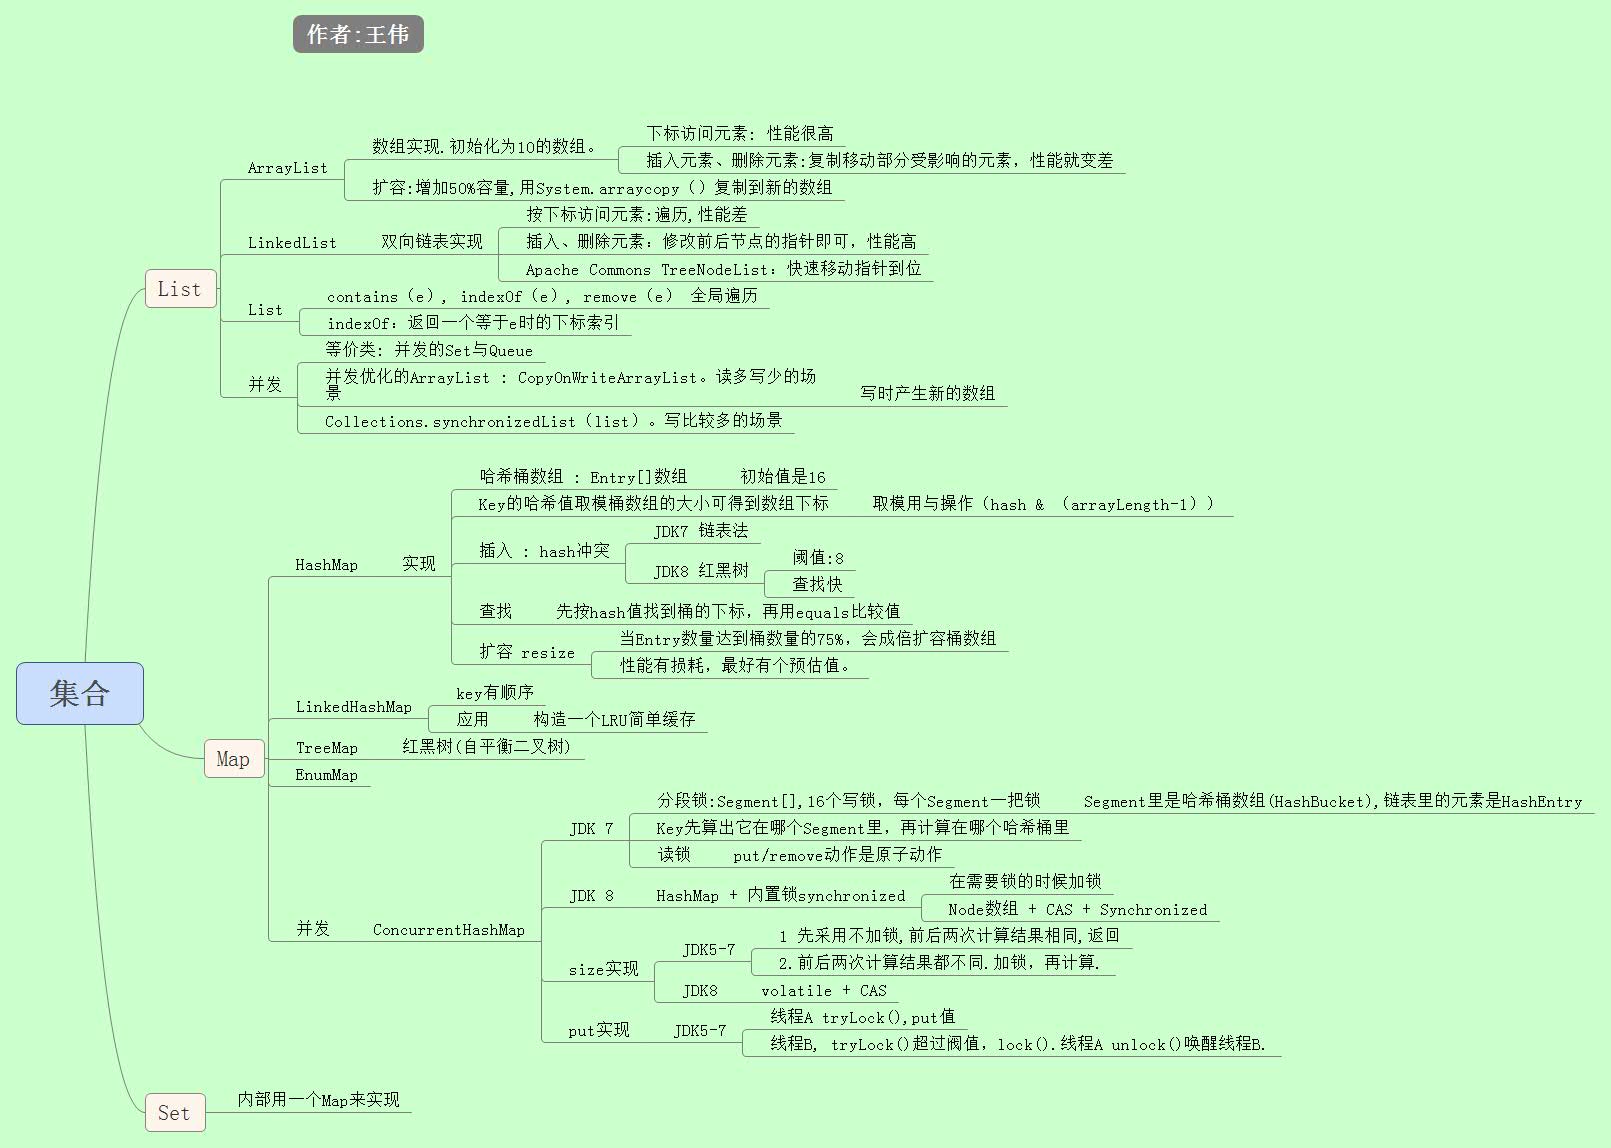 作者:王伟
集合
List
ArrayList
数组实现.初始化为10的数组。
下标访问元素: 性能很高
插入元素、删除元素:复制移动部分受影响的元素，性能就变差
扩容:增加50%容量,用System.arraycopy（）复制到新的数组
LinkedList
双向链表实现
按下标访问元素:遍历,性能差
插入、删除元素：修改前后节点的指针即可，性能高
Apache Commons TreeNodeList：快速移动指针到位
List
contains（e）, indexOf（e）, remove（e） 全局遍历
indexOf：返回一个等于e时的下标索引
并发
等价类: 并发的Set与Queue
并发优化的ArrayList : CopyOnWriteArrayList。读多写少的场
景
写时产生新的数组
Collections.synchronizedList（list）。写比较多的场景
Map
HashMap
实现
哈希桶数组 : Entry[]数组
初始值是16
Key的哈希值取模桶数组的大小可得到数组下标
取模用与操作（hash & （arrayLength-1））
插入 : hash冲突
JDK7 链表法
JDK8 红黑树
阈值:8
查找快
查找
先按hash值找到桶的下标，再用equals比较值
扩容 resize
当Entry数量达到桶数量的75%，会成倍扩容桶数组
性能有损耗，最好有个预估值。
LinkedHashMap
key有顺序
应用
构造一个LRU简单缓存
TreeMap
红黑树(自平衡二叉树)
EnumMap
并发
ConcurrentHashMap
JDK 7
分段锁:Segment[],16个写锁，每个Segment一把锁
Segment里是哈希桶数组(HashBucket),链表里的元素是HashEntry
Key先算出它在哪个Segment里，再计算在哪个哈希桶里
读锁
put/remove动作是原子动作
JDK 8
HashMap + 内置锁synchronized
在需要锁的时候加锁
Node数组 + CAS + Synchronized
size实现
JDK5-7
1 先采用不加锁,前后两次计算结果相同,返回
2.前后两次计算结果都不同.加锁，再计算.
JDK8
volatile + CAS
put实现
JDK5-7
线程A tryLock(),put值
线程B, tryLock()超过阀值，lock().线程A unlock()唤醒线程B.
Set
内部用一个Map来实现